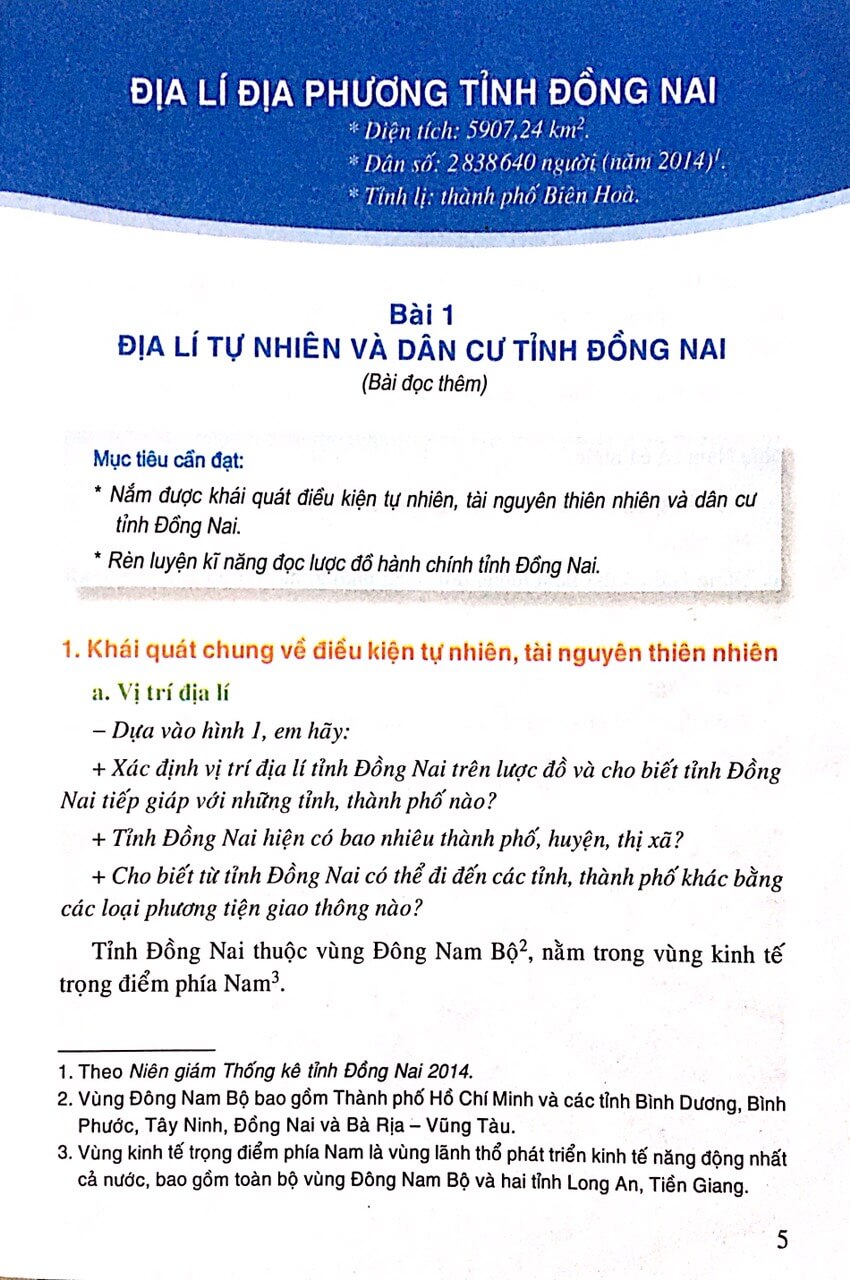 ĐỊA LÍ ĐỊA PHƯƠNG TỈNH ĐỒNG NAI
* Diện tích: 5907,24 km².
* Dân số: 2 838 640 người (năm 2014)¹.
* Tỉnh lị: thành phố Biên Hoà.
Bài 1
ĐỊA LÍ TỰ NHIÊN VÀ DÂN CƯ TỈNH ĐỒNG NAI
(Bài đọc thêm)
Mục tiêu cần đạt:
* Nắm được khái quát điều kiện tự nhiên, tài nguyên thiên nhiên và dân cư
tỉnh Đồng Nai.
* Rèn luyện kĩ năng đọc lược đồ hành chính tỉnh Đồng Nai.
1. Khái quát chung về điều kiện tự nhiên, tài nguyên thiên nhiên
a. Vị trí địa lí
– Dựa vào hình 1, em hãy:
+ Xác định vị trí địa lí tỉnh Đồng Nai trên lược đồ và cho biết tỉnh Đồng
Nai tiếp giáp với những tỉnh, thành phố nào?
+ Tỉnh Đồng Nai hiện có bao nhiêu thành phố, huyện, thị xã?
+ Cho biết từ tỉnh Đồng Nai có thể đi đến các tỉnh, thành phố khác bằng
các loại phương tiện giao thông nào?
Tỉnh Đồng Nai thuộc vùng Đông Nam Bộ², nằm trong vùng kinh tế
trọng điểm phía Nam³.
1. Theo Niên giám Thống kê tỉnh Đồng Nai 2014.
2. Vùng Đông Nam Bộ bao gồm Thành phố Hồ Chí Minh và các tỉnh Bình Dương, Bình
Phước, Tây Ninh, Đồng Nai và Bà Rịa – Vũng Tàu.
3. Vùng kinh tế trọng điểm phía Nam là vùng lãnh thổ phát triển kinh tế năng động nhất
cả nước, bao gồm toàn bộ vùng Đông Nam Bộ và hai tỉnh Long An, Tiền Giang.
5